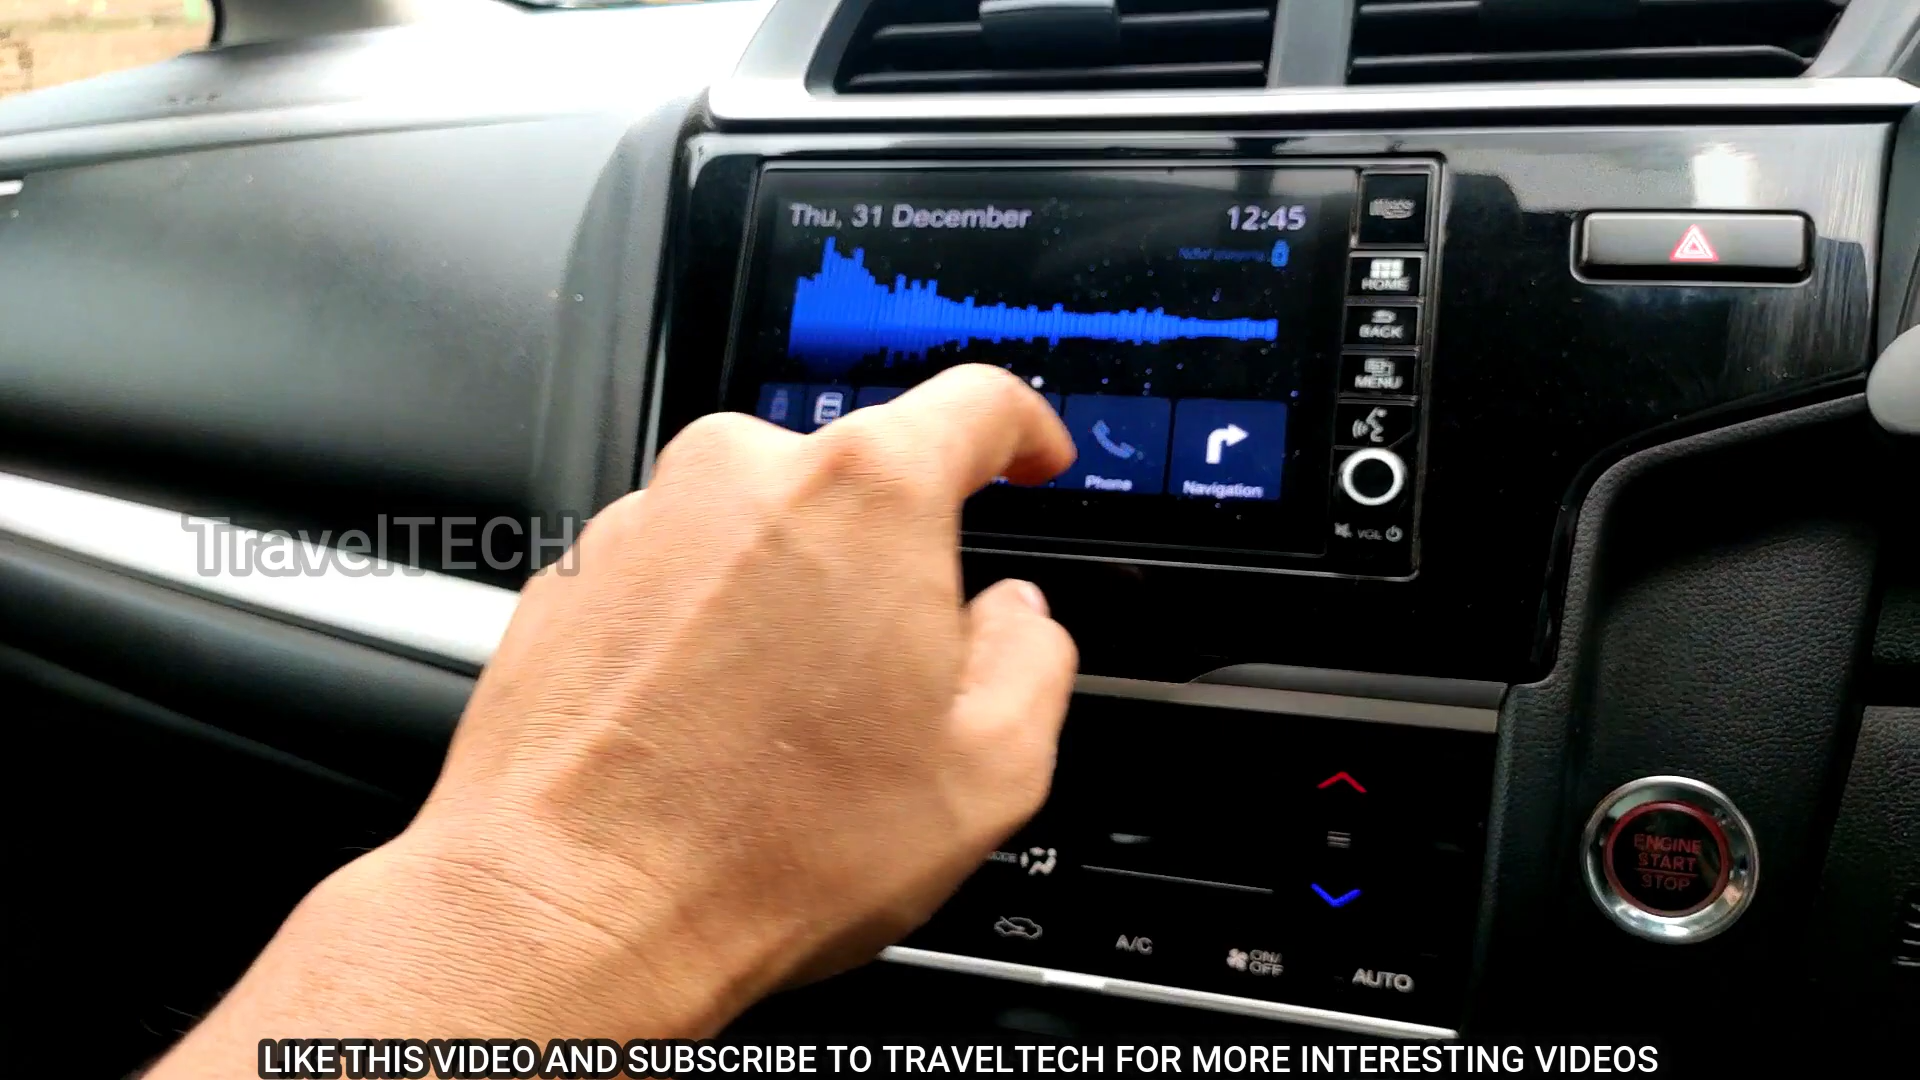 Thu, 31 December
12:45
HOME
BACK
MENU
Phone
Navigation
VOL
TravelTECH
ENGINE
START
STOP
MODE
A/C
ON/
OFF
AUTO
LIKE THIS VIDEO AND SUBSCRIBE TO TRAVELTECH FOR MORE INTERESTING VIDEOS